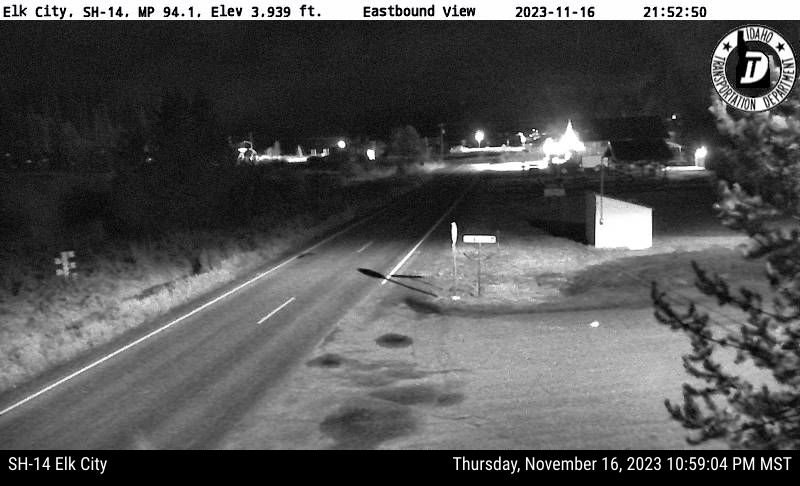 Elk City, SH-14, MP 94.1, Elev 3,939 ft. Eastbound View 2023-11-16 21:52:50
IDAHO
TRANSPORTATION DEPARTMENT
SH-14 Elk City Thursday, November 16, 2023 10:59:04 PM MST